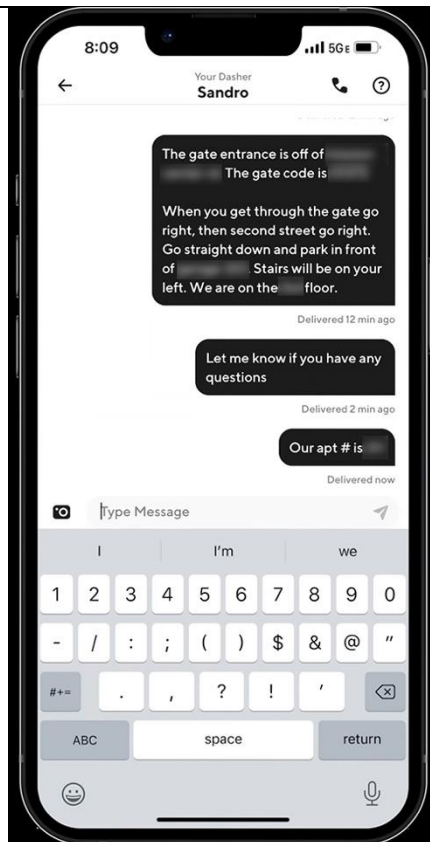 8:09
5GE
Your Dasher
Sandro
The gate entrance is off of
The gate code is
When you get through the gate go
right, then second street go right.
Go straight down and park in front
of
Stairs will be on your
left. We are on the
floor.
Delivered 12 min ago
Let me know if you have any
questions
Delivered 2 min ago
Our apt # is
Delivered now
Type Message
I I'm we
1 2 3 4 5 6 7 8 9 0
- / : ; ( ) $ & @ "
#+= . , ? ! '
ABC space return